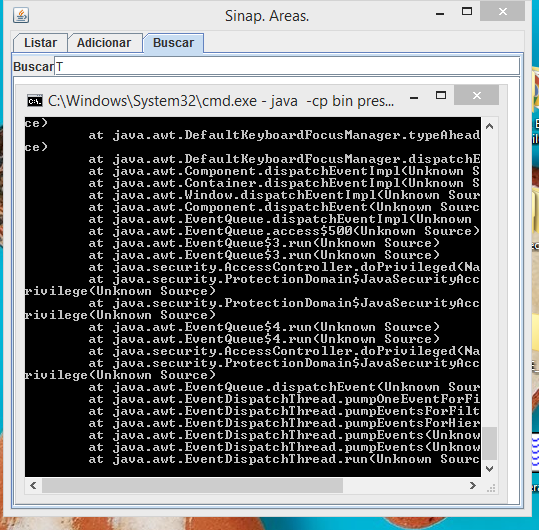 Sinap. Areas.
Listar Adicionar Buscar
Buscar T
C:\Windows\System32\cmd.exe - java -cp bin pres...
ce)
at java.awt.DefaultKeyboardFocusManager.typeAhead
ce)
at java.awt.DefaultKeyboardFocusManager.dispatchE
at java.awt.Component.dispatchEventImpl(Unknown S
at java.awt.Container.dispatchEventImpl(Unknown S
at java.awt.Window.dispatchEventImpl(Unknown Sour
at java.awt.Component.dispatchEvent(Unknown Sourc
at java.awt.EventQueue.dispatchEventImpl(Unknown
at java.awt.EventQueue.access$500(Unknown Source)
at java.awt.EventQueue$3.run(Unknown Source)
at java.awt.EventQueue$3.run(Unknown Source)
at java.security.AccessController.doPrivileged(Na
at java.security.ProtectionDomain$JavaSecurityAcc
rivilege(Unknown Source)
at java.security.ProtectionDomain$JavaSecurityAcc
rivilege(Unknown Source)
at java.awt.EventQueue$4.run(Unknown Source)
at java.awt.EventQueue$4.run(Unknown Source)
at java.security.AccessController.doPrivileged(Na
at java.security.ProtectionDomain$JavaSecurityAcc
rivilege(Unknown Source)
at java.awt.EventQueue.dispatchEvent(Unknown Sour
at java.awt.EventDispatchThread.pumpOneEventForFi
at java.awt.EventDispatchThread.pumpEventsForFilt
at java.awt.EventDispatchThread.pumpEventsForHier
at java.awt.EventDispatchThread.pumpEvents(Unknow
at java.awt.EventDispatchThread.pumpEvents(Unknow
at java.awt.EventDispatchThread.run(Unknown Sourc